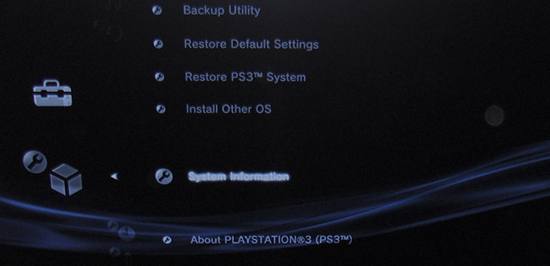 Backup Utility
Restore Default Settings
Restore PS3™ System
Install Other OS
System Information
About PLAYSTATION®3 (PS3™)